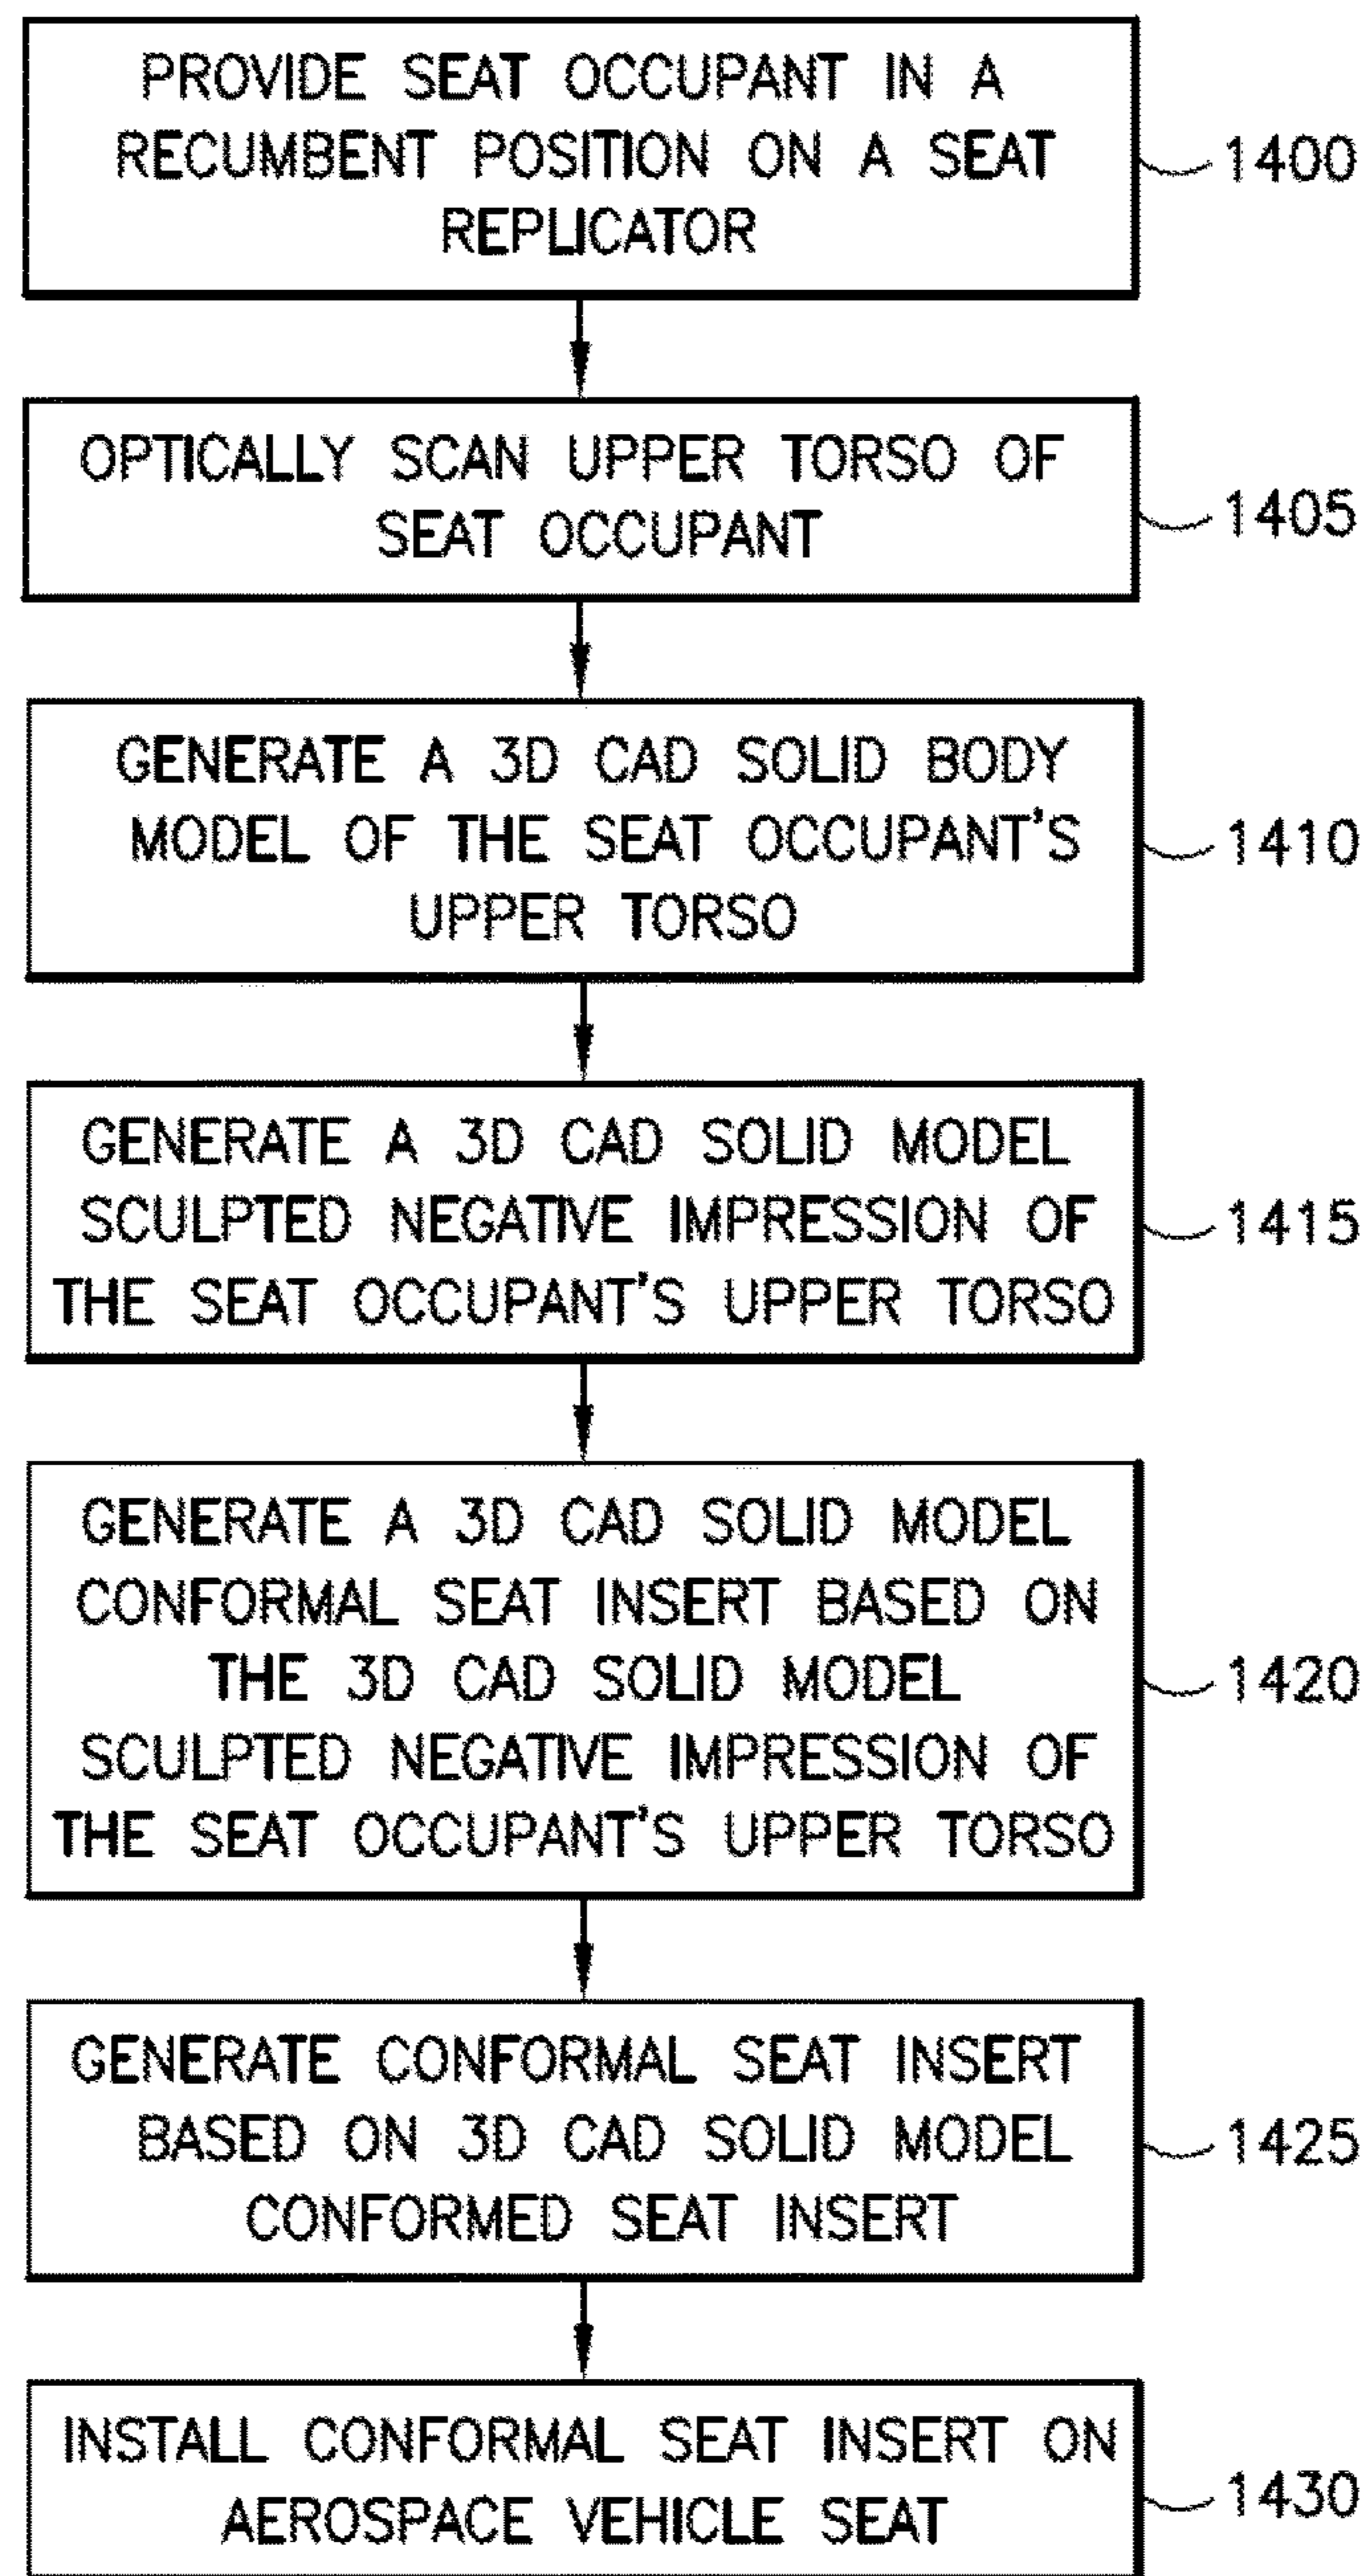 PROVIDE SEAT OCCUPANT IN A
RECUMBENT POSITION ON A SEAT
REPLICATOR
1400
OPTICALLY SCAN UPPER TORSO OF
SEAT OCCUPANT
1405
GENERATE A 3D CAD SOLID BODY
MODEL OF THE SEAT OCCUPANT'S
UPPER TORSO
1410
GENERATE A 3D CAD SOLID MODEL
SCULPTED NEGATIVE IMPRESSION OF
THE SEAT OCCUPANT'S UPPER TORSO
1415
GENERATE A 3D CAD SOLID MODEL
CONFORMAL SEAT INSERT BASED ON
THE 3D CAD SOLID MODEL
SCULPTED NEGATIVE IMPRESSION OF
THE SEAT OCCUPANT'S UPPER TORSO
1420
GENERATE CONFORMAL SEAT INSERT
BASED ON 3D CAD SOLID MODEL
CONFORMED SEAT INSERT
1425
INSTALL CONFORMAL SEAT INSERT ON
AEROSPACE VEHICLE SEAT
1430